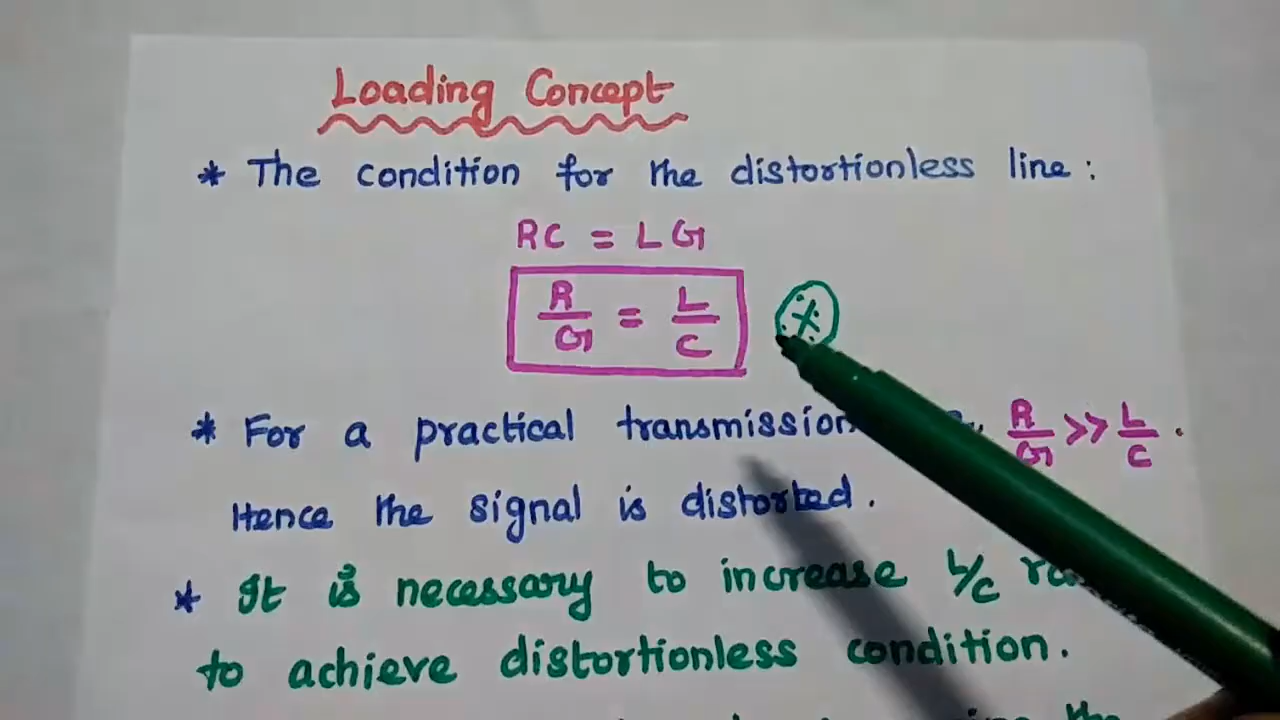 Loading Concept
* The condition for the distortionless line :
RC = LG
R/G = L/C
* For a practical transmission R/G >> L/C .
Hence the signal is distorted .
* It is necessary to increase L/C
to achieve distortionless condition .
the